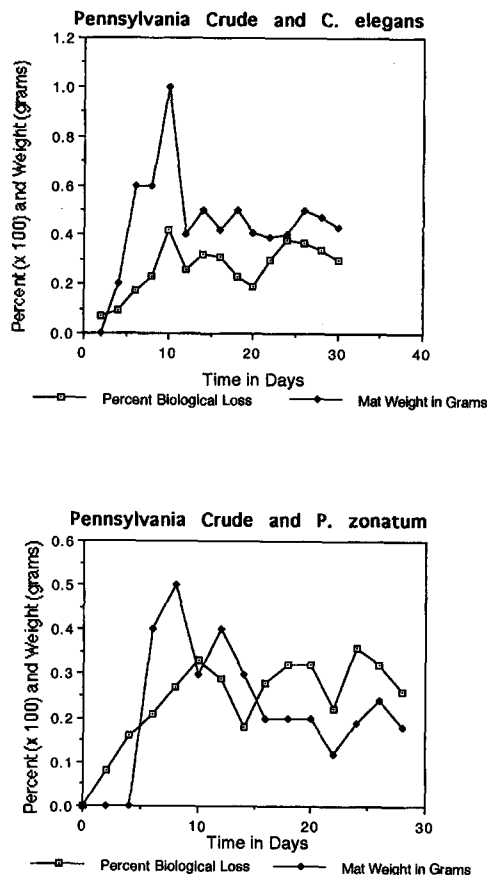 Pennsylvania Crude and C. elegans
Percent (x 100) and Weight (grams)
1.2
1.0
0.8
0.6
0.4
0.2
0.0
0 10 20 30 40
Time in Days
Percent Biological Loss Mat Weight in Grams
Pennsylvania Crude and P. zonatum
Percent (x 100) and Weight (grams)
0.6
0.5
0.4
0.3
0.2
0.1
0.0
0 10 20 30
Time in Days
Percent Biological Loss Mat Weight in Grams